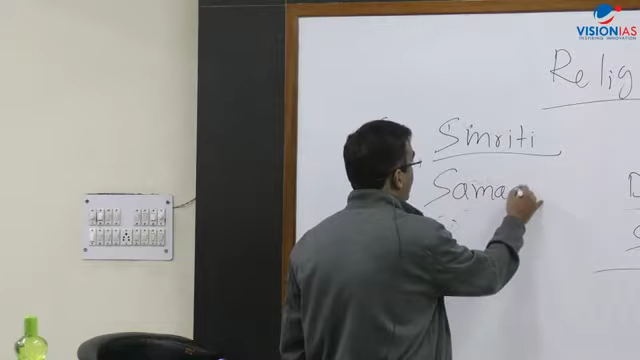 VISIONIAS
INSPIRING INNOVATION
Relig
Smriti
Sama